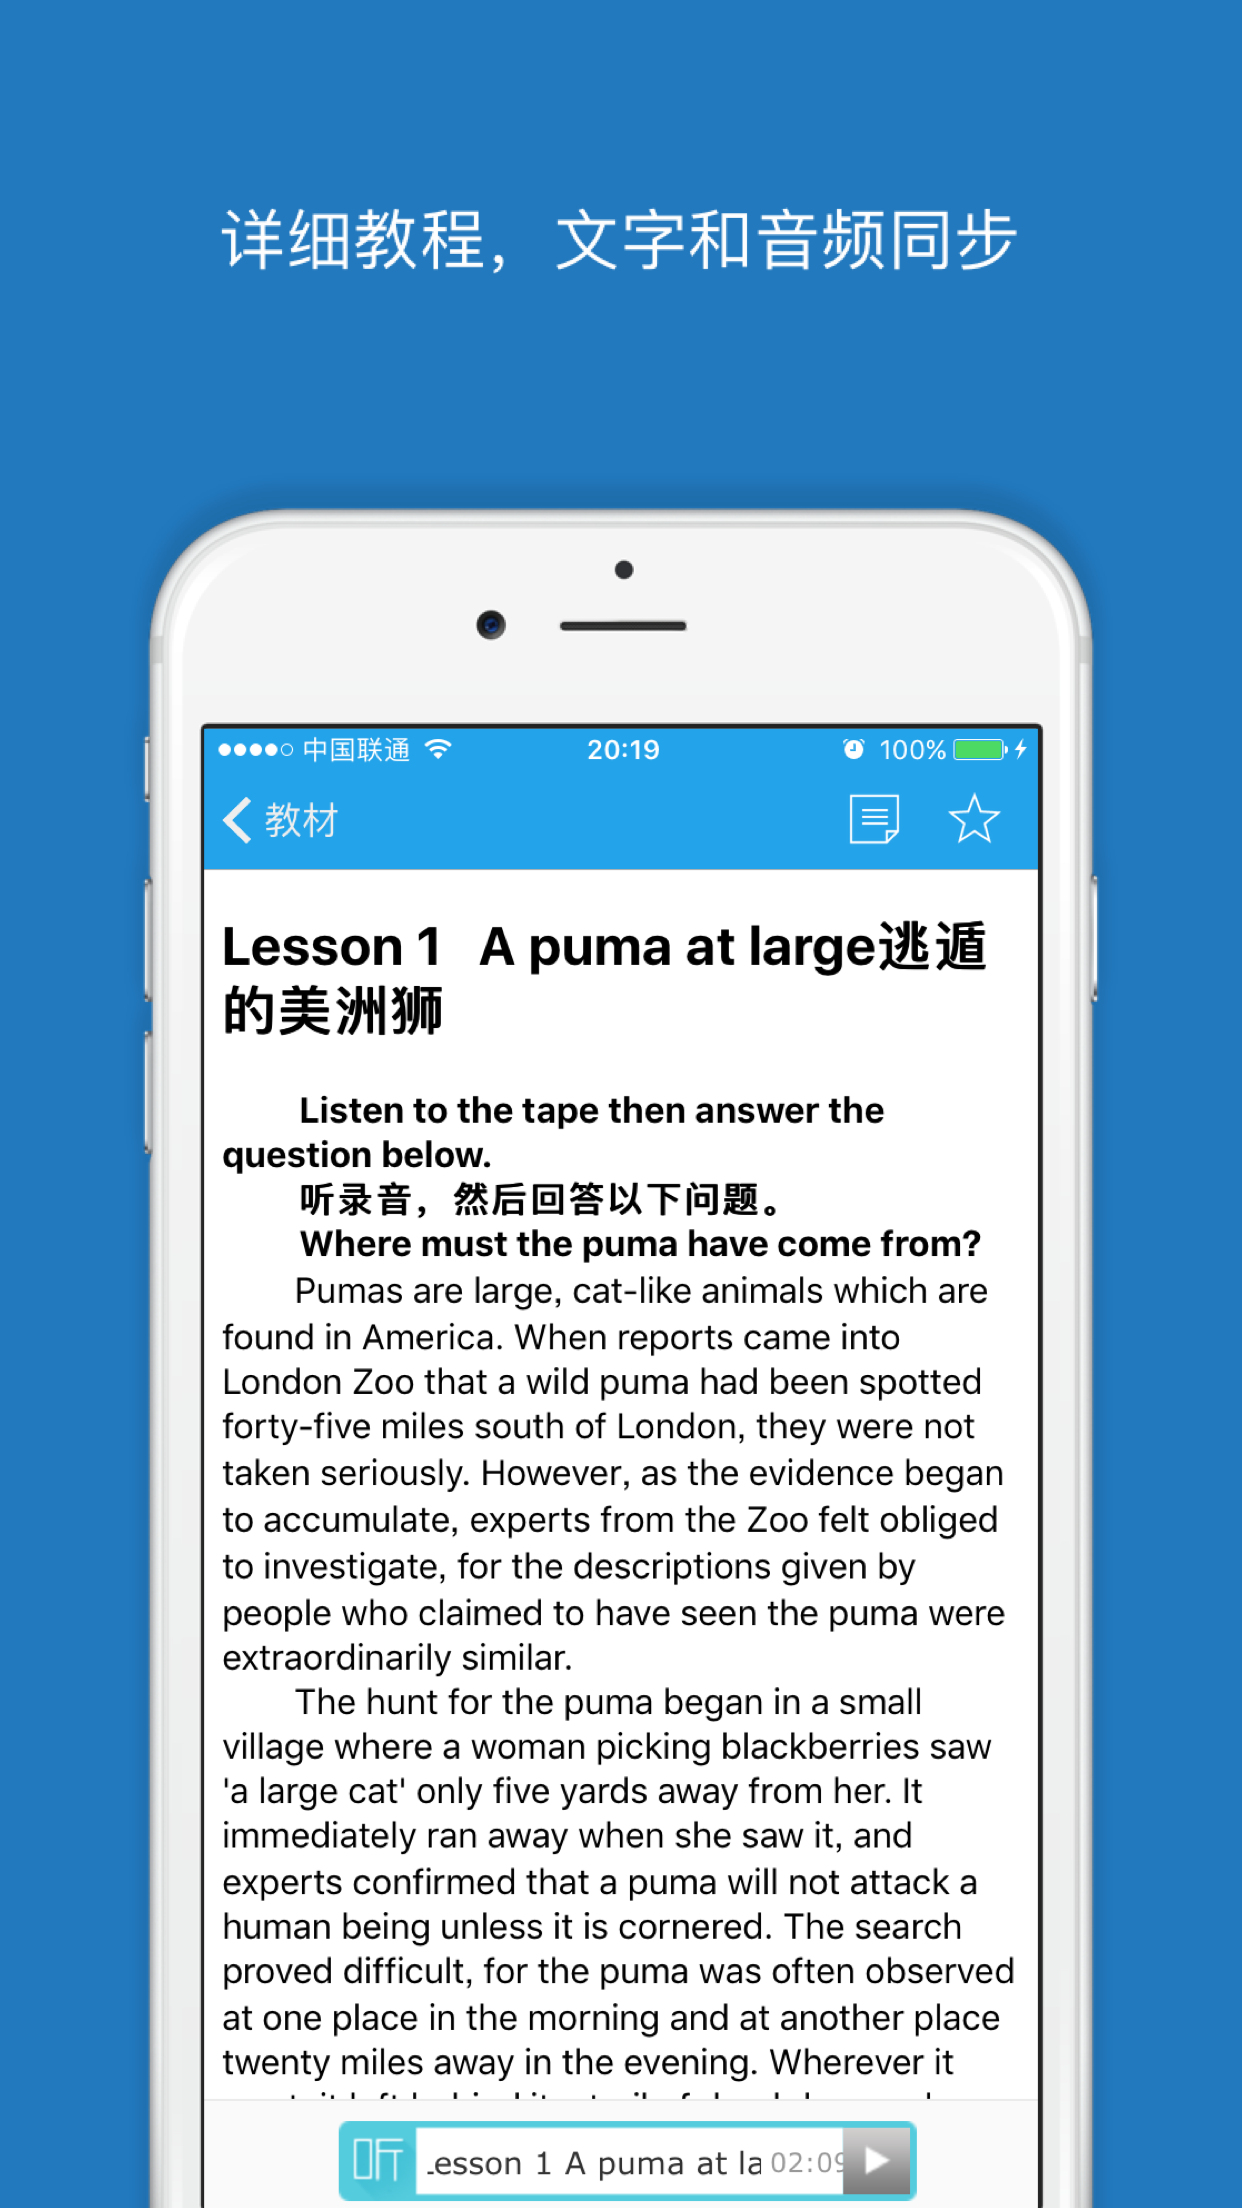 详细教程，文字和音频同步
中国联通 20:19 100%
教材
Lesson 1 A puma at large逃遁
的美洲狮
Listen to the tape then answer the
question below.
听录音，然后回答以下问题。
Where must the puma have come from?
Pumas are large, cat-like animals which are
found in America. When reports came into
London Zoo that a wild puma had been spotted
forty-five miles south of London, they were not
taken seriously. However, as the evidence began
to accumulate, experts from the Zoo felt obliged
to investigate, for the descriptions given by
people who claimed to have seen the puma were
extraordinarily similar.
The hunt for the puma began in a small
village where a woman picking blackberries saw
'a large cat' only five yards away from her. It
immediately ran away when she saw it, and
experts confirmed that a puma will not attack a
human being unless it is cornered. The search
proved difficult, for the puma was often observed
at one place in the morning and at another place
twenty miles away in the evening. Wherever it
听 Lesson 1 A puma at la 02:09